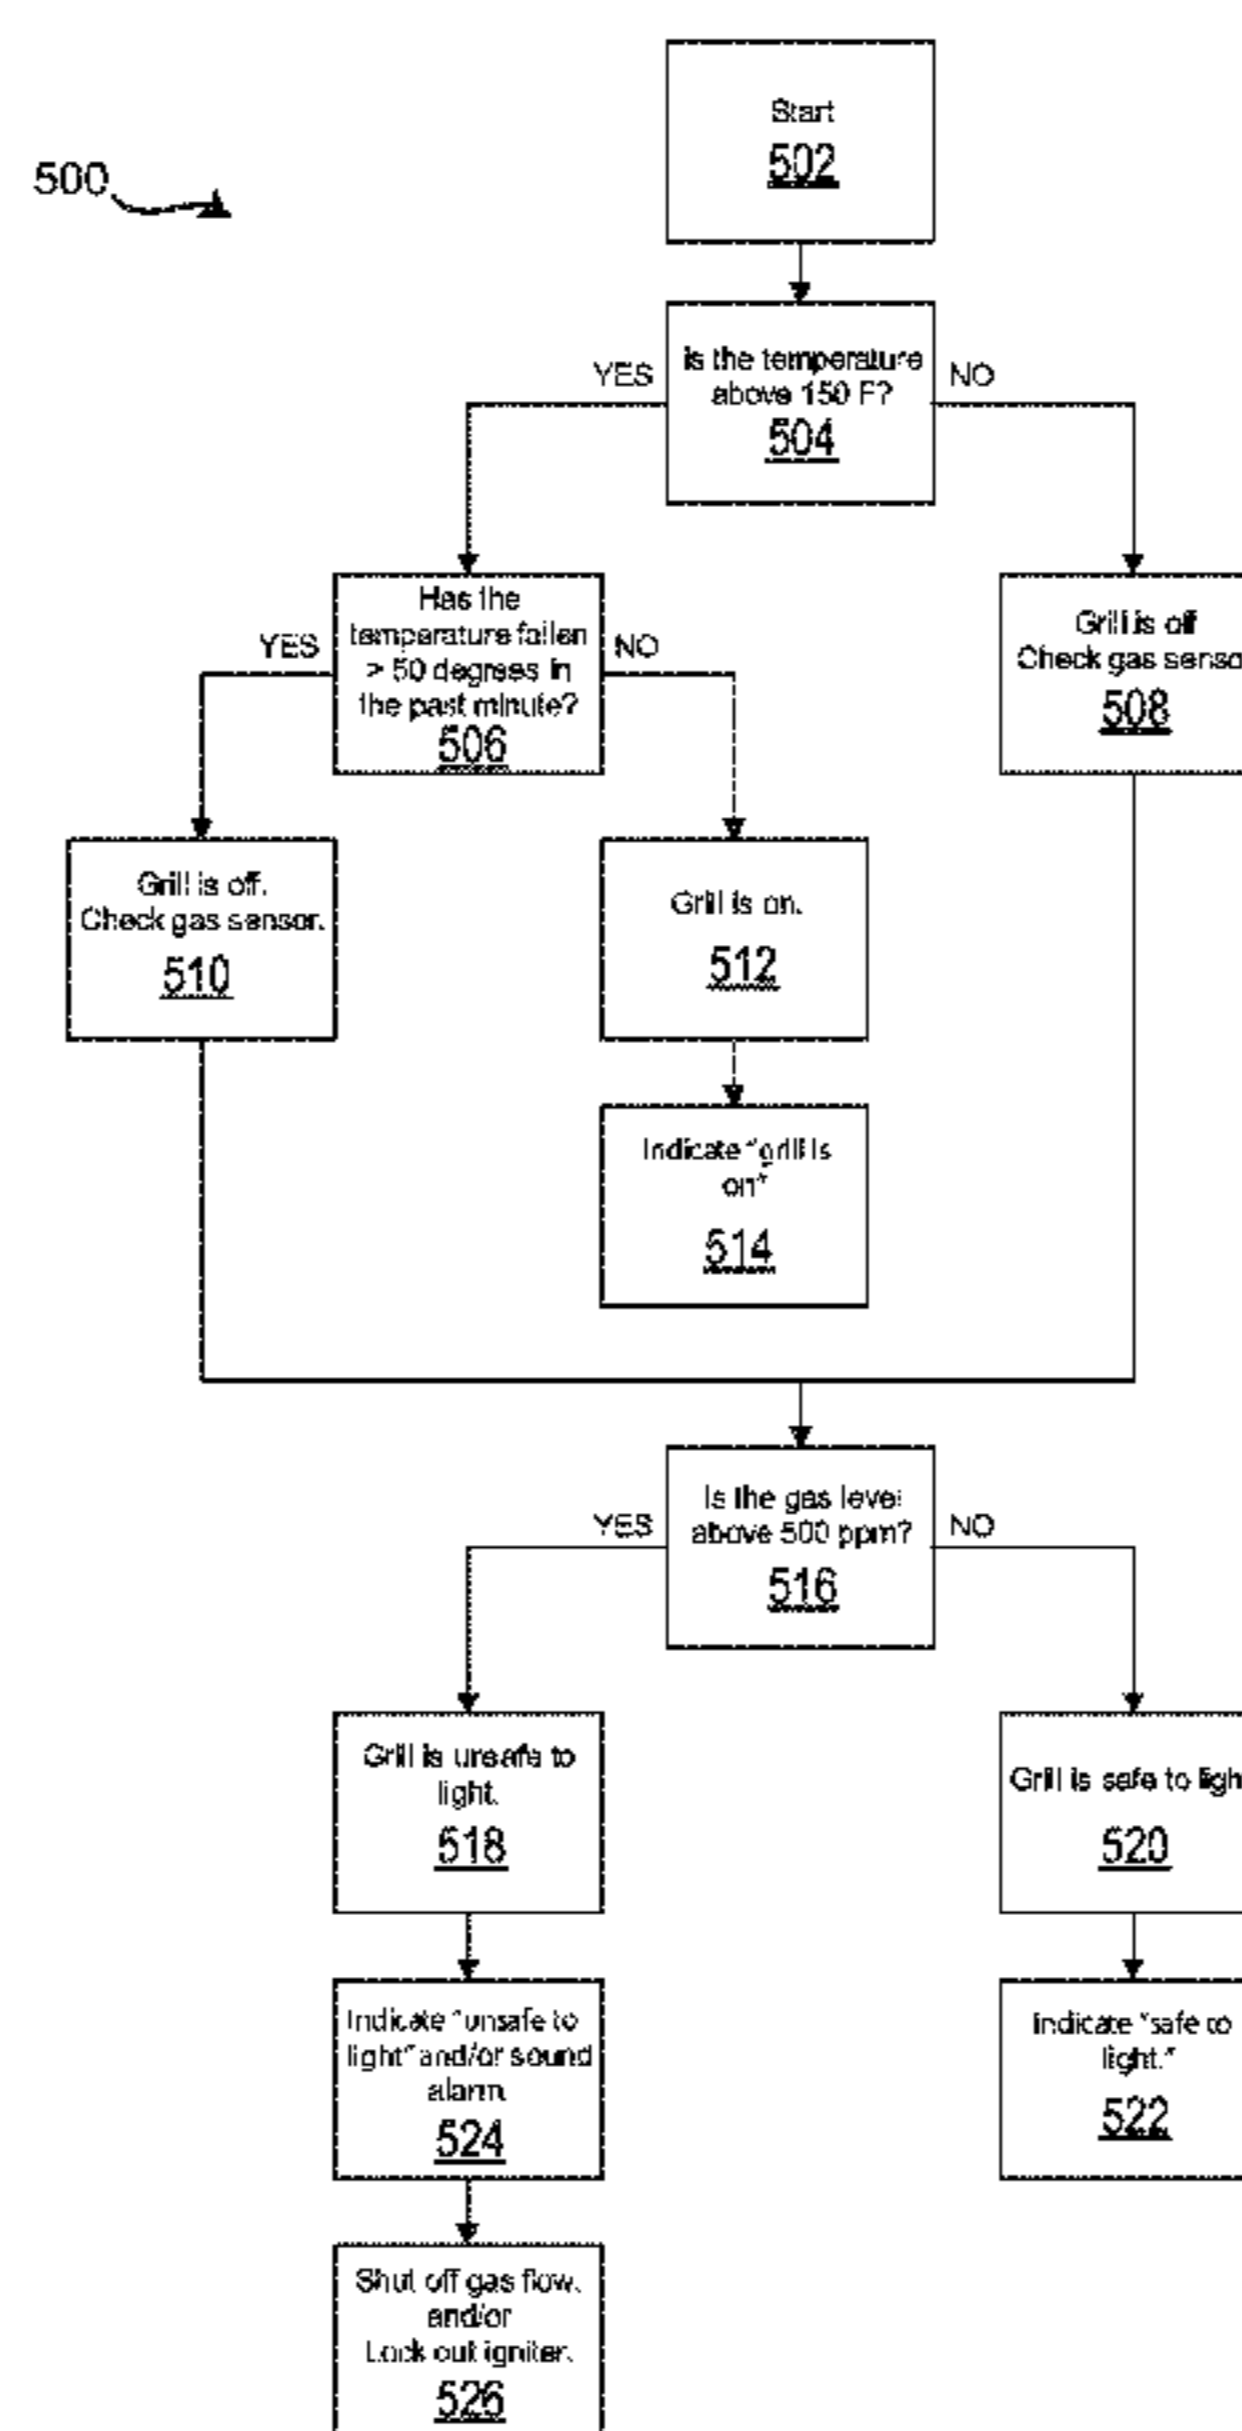 500
Start
502
YES
is the temperature
above 150 F?
504
NO
YES
Has the
temperature fallen
> 50 degrees in
the past minute?
506
NO
Grill is off
Check gas senso
508
Grill is off.
Check gas sensor.
510
Grill is on.
512
Indicate "grill is
on"
514
YES
Is the gas level
above 500 ppm?
516
NO
Grill is unsafe to
light.
518
Grill is safe to ligh
520
Indicate "unsafe to
light" and/or sound
alarm
524
indicate "safe to
light."
522
Shut off gas flow.
and/or
Lock out igniter.
526